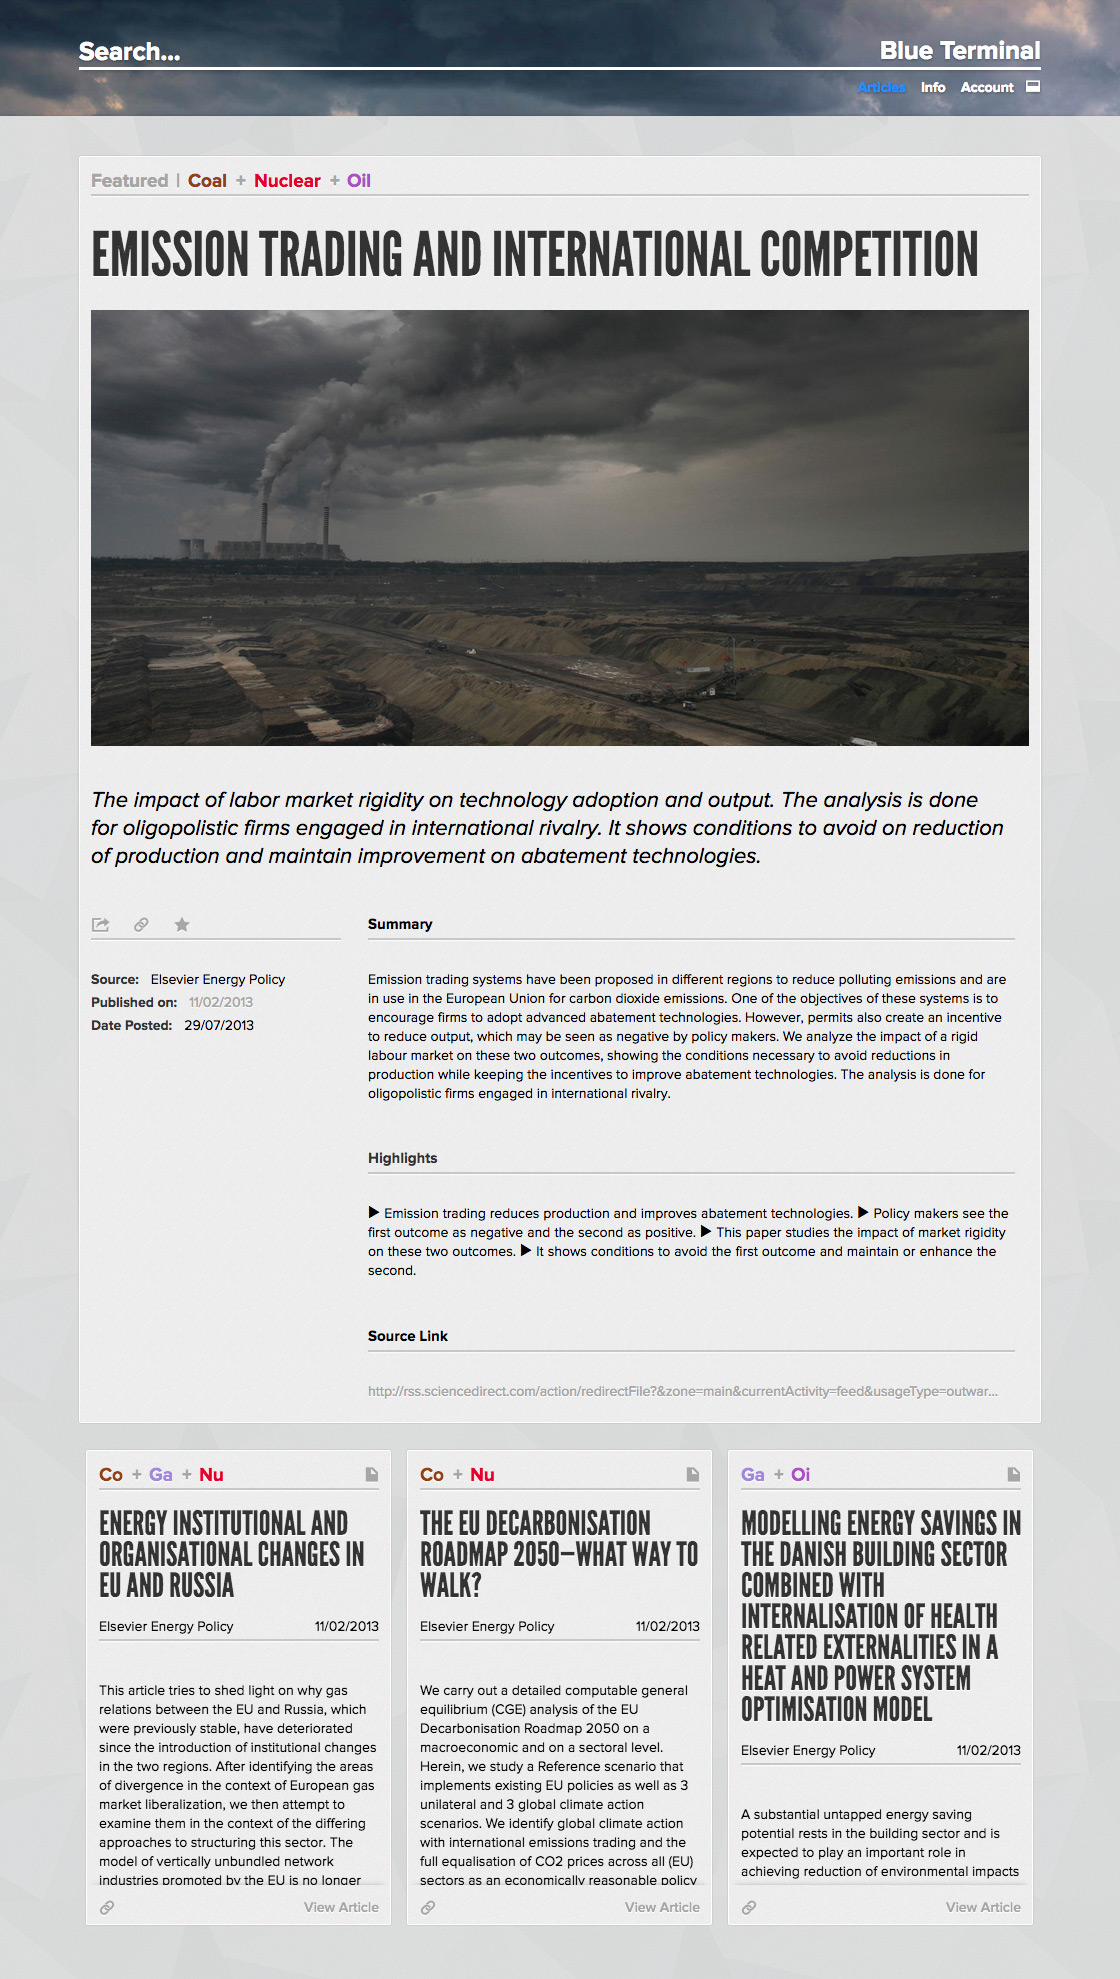 Search...
Blue Terminal
Articles Info Account
Featured | Coal + Nuclear + Oil
EMISSION TRADING AND INTERNATIONAL COMPETITION
The impact of labor market rigidity on technology adoption and output. The analysis is done
for oligopolistic firms engaged in international rivalry. It shows conditions to avoid on reduction
of production and maintain improvement on abatement technologies.
Source: Elsevier Energy Policy
Published on: 11/02/2013
Date Posted: 29/07/2013
Summary
Emission trading systems have been proposed in different regions to reduce polluting emissions and are
in use in the European Union for carbon dioxide emissions. One of the objectives of these systems is to
encourage firms to adopt advanced abatement technologies. However, permits also create an incentive
to reduce output, which may be seen as negative by policy makers. We analyze the impact of a rigid
labour market on these two outcomes, showing the conditions necessary to avoid reductions in
production while keeping the incentives to improve abatement technologies. The analysis is done for
oligopolistic firms engaged in international rivalry.
Highlights
▶ Emission trading reduces production and improves abatement technologies. ▶ Policy makers see the
first outcome as negative and the second as positive. ▶ This paper studies the impact of market rigidity
on these two outcomes. ▶ It shows conditions to avoid the first outcome and maintain or enhance the
second.
Source Link
http://rss.sciencedirect.com/action/redirectFile?&zone=main&currentActivity=feed&usageType=outwar...
Co + Ga + Nu
ENERGY INSTITUTIONAL AND
ORGANISATIONAL CHANGES IN
EU AND RUSSIA
Elsevier Energy Policy 11/02/2013
This article tries to shed light on why gas
relations between the EU and Russia, which
were previously stable, have deteriorated
since the introduction of institutional changes
in the two regions. After identifying the areas
of divergence in the context of European gas
market liberalization, we then attempt to
examine them in the context of the differing
approaches to structuring this sector. The
model of vertically unbundled network
industries promoted by the EU is no longer
View Article
Co + Nu
THE EU DECARBONISATION
ROADMAP 2050—WHAT WAY TO
WALK?
Elsevier Energy Policy 11/02/2013
We carry out a detailed computable general
equilibrium (CGE) analysis of the EU
Decarbonisation Roadmap 2050 on a
macroeconomic and on a sectoral level.
Herein, we study a Reference scenario that
implements existing EU policies as well as 3
unilateral and 3 global climate action
scenarios. We identify global climate action
with international emissions trading and the
full equalisation of CO2 prices across all (EU)
sectors as an economically reasonable policy
View Article
Ga + Oi
MODELLING ENERGY SAVINGS IN
THE DANISH BUILDING SECTOR
COMBINED WITH
INTERNALISATION OF HEALTH
RELATED EXTERNALITIES IN A
HEAT AND POWER SYSTEM
OPTIMISATION MODEL
Elsevier Energy Policy 11/02/2013
A substantial untapped energy saving
potential rests in the building sector and is
expected to play an important role in
achieving reduction of environmental impacts
View Article